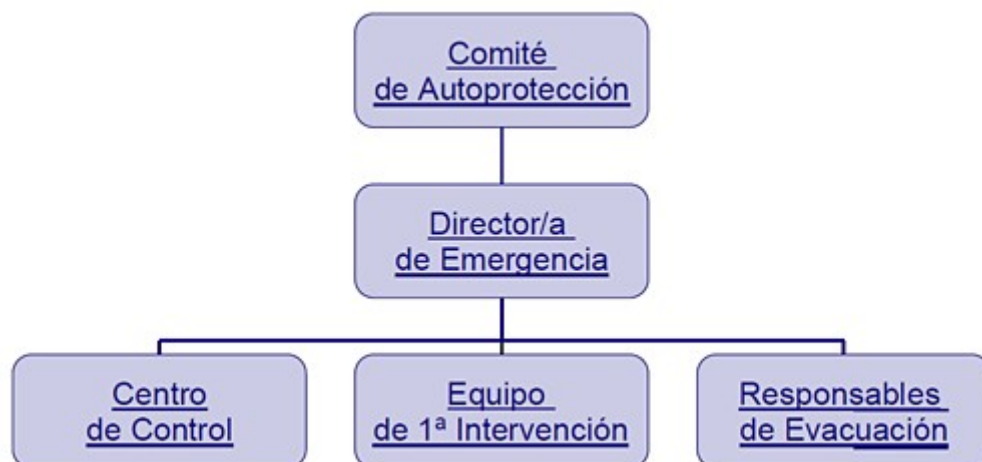 Comité
de Autoprotección
Director/a
de Emergencia
Centro
de Control
Equipo
de 1ª Intervención
Responsables
de Evacuación